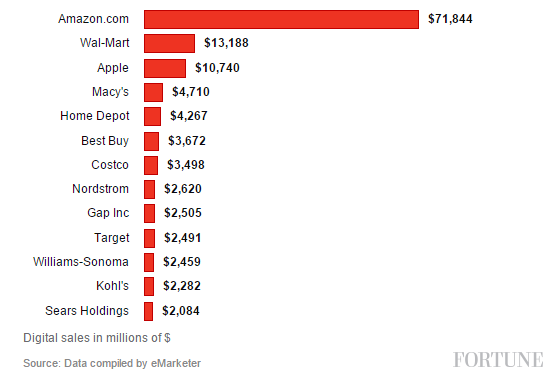 Amazon.com $71,844
Wal-Mart $13,188
Apple $10,740
Macy's $4,710
Home Depot $4,267
Best Buy $3,672
Costco $3,498
Nordstrom $2,620
Gap Inc $2,505
Target $2,491
Williams-Sonoma $2,459
Kohl's $2,282
Sears Holdings $2,084
Digital sales in millions of $
Source: Data compiled by eMarketer
FORTUNE